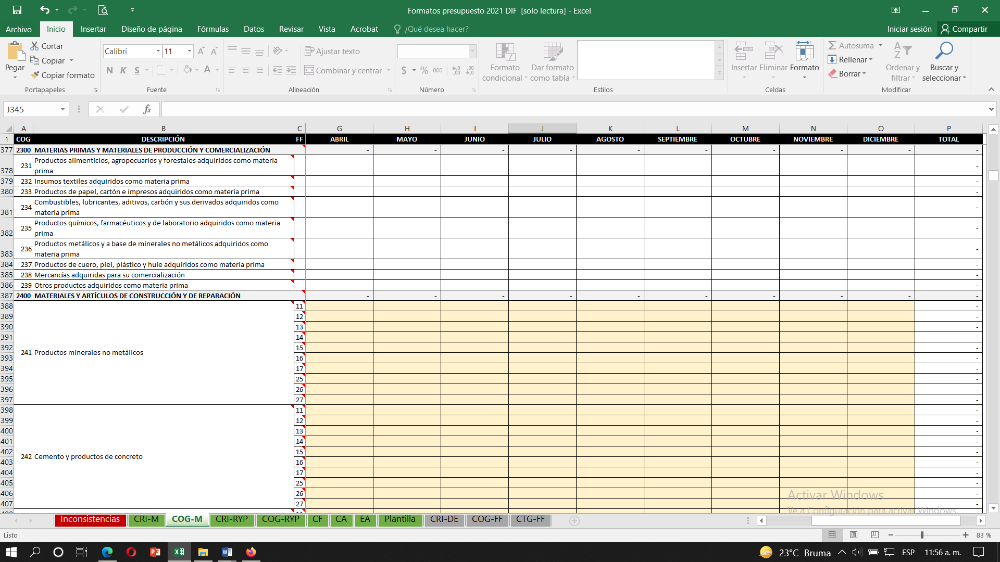 Formatos presupuesto 2021 DIF [solo lectura] - Excel
Archivo Inicio Insertar Diseño de página Fórmulas Datos Revisar Vista Acrobat ¿Qué desea hacer? Iniciar sesión Compartir
Pegar Cortar Copiar Copiar formato Portapapeles
Calibri 11 N K S A A A Fuente
Ajustar texto Combinar y centrar Alineación
$ % 000 Número
Formato condicional Dar formato como tabla Estilos
Insertar Eliminar Formato Celdas
Autosuma Rellenar Borrar Ordenar y filtrar Buscar y seleccionar Modificar
J345 fx
A B C G H I J K L M N O P
1 COG DESCRIPCIÓN FF ABRIL MAYO JUNIO JULIO AGOSTO SEPTIEMBRE OCTUBRE NOVIEMBRE DICIEMBRE TOTAL
377 2300 MATERIAS PRIMAS Y MATERIALES DE PRODUCCIÓN Y COMERCIALIZACIÓN - - - - - - - - - -
378 231 Productos alimenticios, agropecuarios y forestales adquiridos como materia prima -
379 232 Insumos textiles adquiridos como materia prima -
380 233 Productos de papel, cartón e impresos adquiridos como materia prima -
381 234 Combustibles, lubricantes, aditivos, carbón y sus derivados adquiridos como materia prima -
382 235 Productos químicos, farmacéuticos y de laboratorio adquiridos como materia prima -
383 236 Productos metálicos y a base de minerales no metálicos adquiridos como materia prima -
384 237 Productos de cuero, piel, plástico y hule adquiridos como materia prima -
385 238 Mercancías adquiridas para su comercialización -
386 239 Otros productos adquiridos como materia prima -
387 2400 MATERIALES Y ARTÍCULOS DE CONSTRUCCIÓN Y DE REPARACIÓN - - - - - - - - - -
388 11 -
389 12 -
390 13 -
391 14 -
392 15 -
241 Productos minerales no metálicos
393 16 -
394 17 -
395 25 -
396 26 -
397 27 -
398 11 -
399 12 -
400 13 -
401 14 -
402 15 -
242 Cemento y productos de concreto
403 16 -
404 17 -
405 25 -
406 26 -
407 27 -
Activar Windows
Ve a Configuración para activar Windows.
Inconsistencias CRI-M COG-M CRI-RYP COG-RYP CF CA EA Plantilla CRI-DE COG-FF CTG-FF
Listo 83 %
23°C Bruma ESP 11:56 a. m.